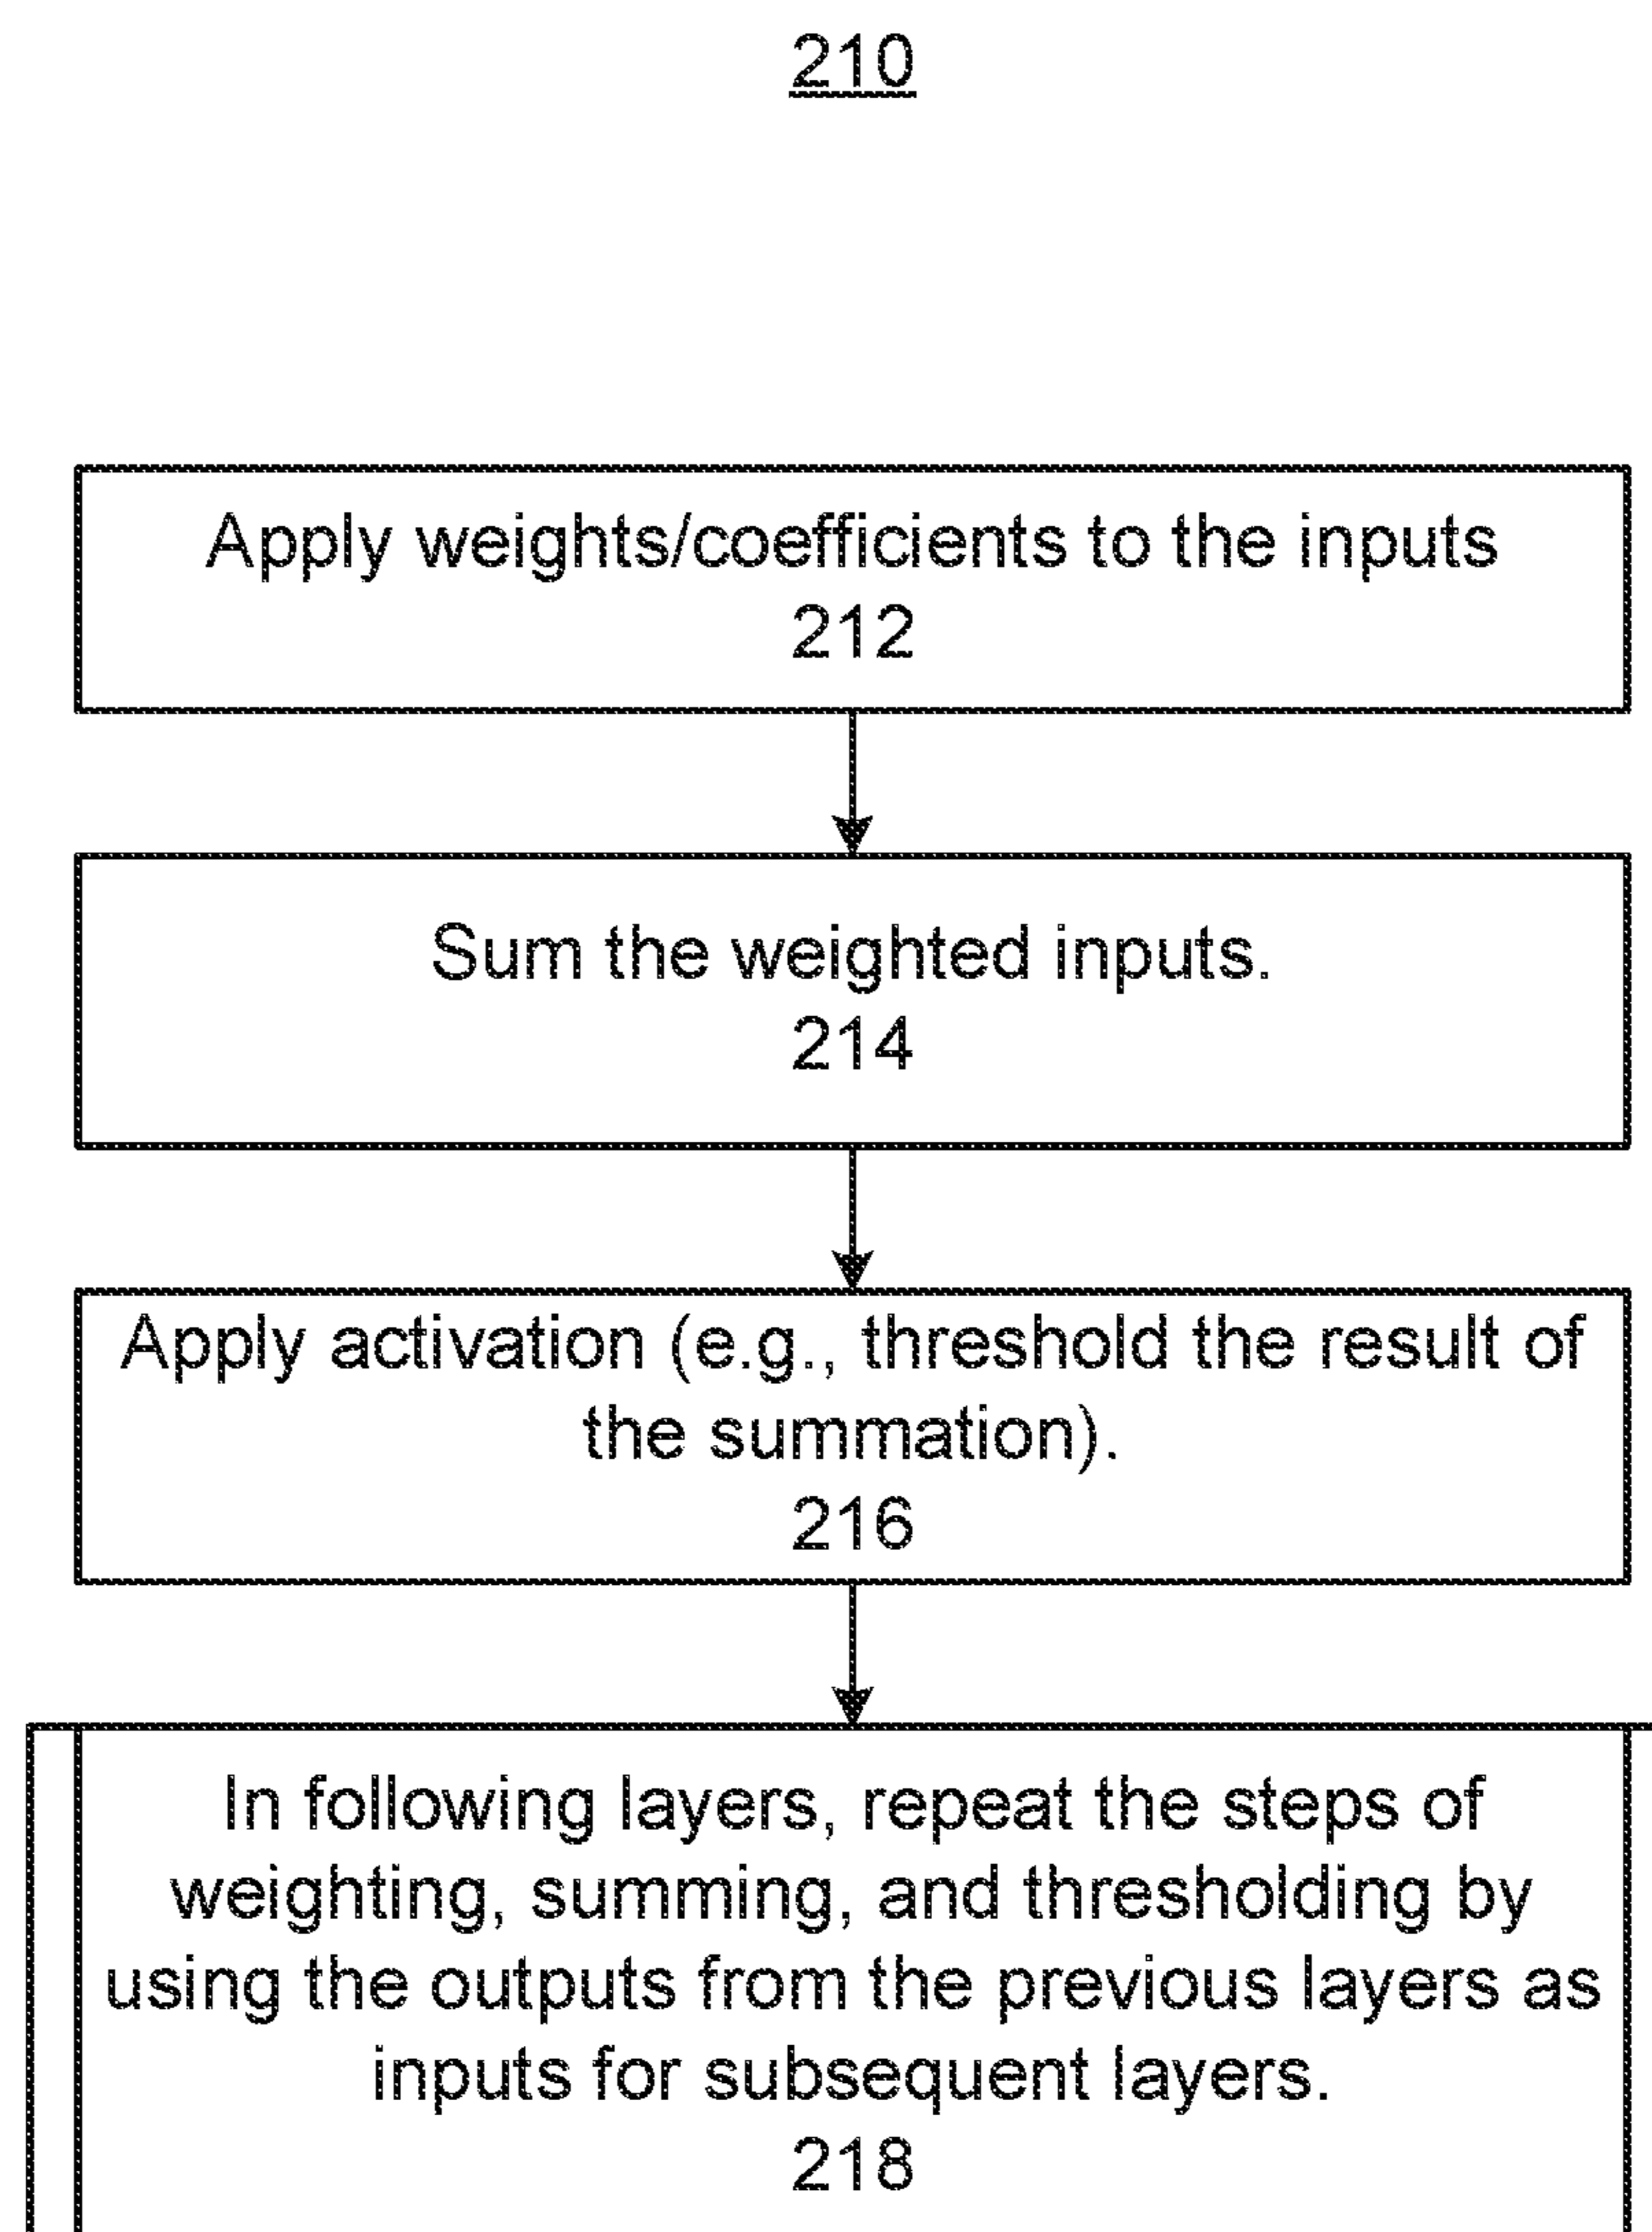 210
Apply weights/coefficients to the inputs
212
Sum the weighted inputs.
214
Apply activation (e.g., threshold the result of
the summation).
216
In following layers, repeat the steps of
weighting, summing, and thresholding by
using the outputs from the previous layers as
inputs for subsequent layers.
218